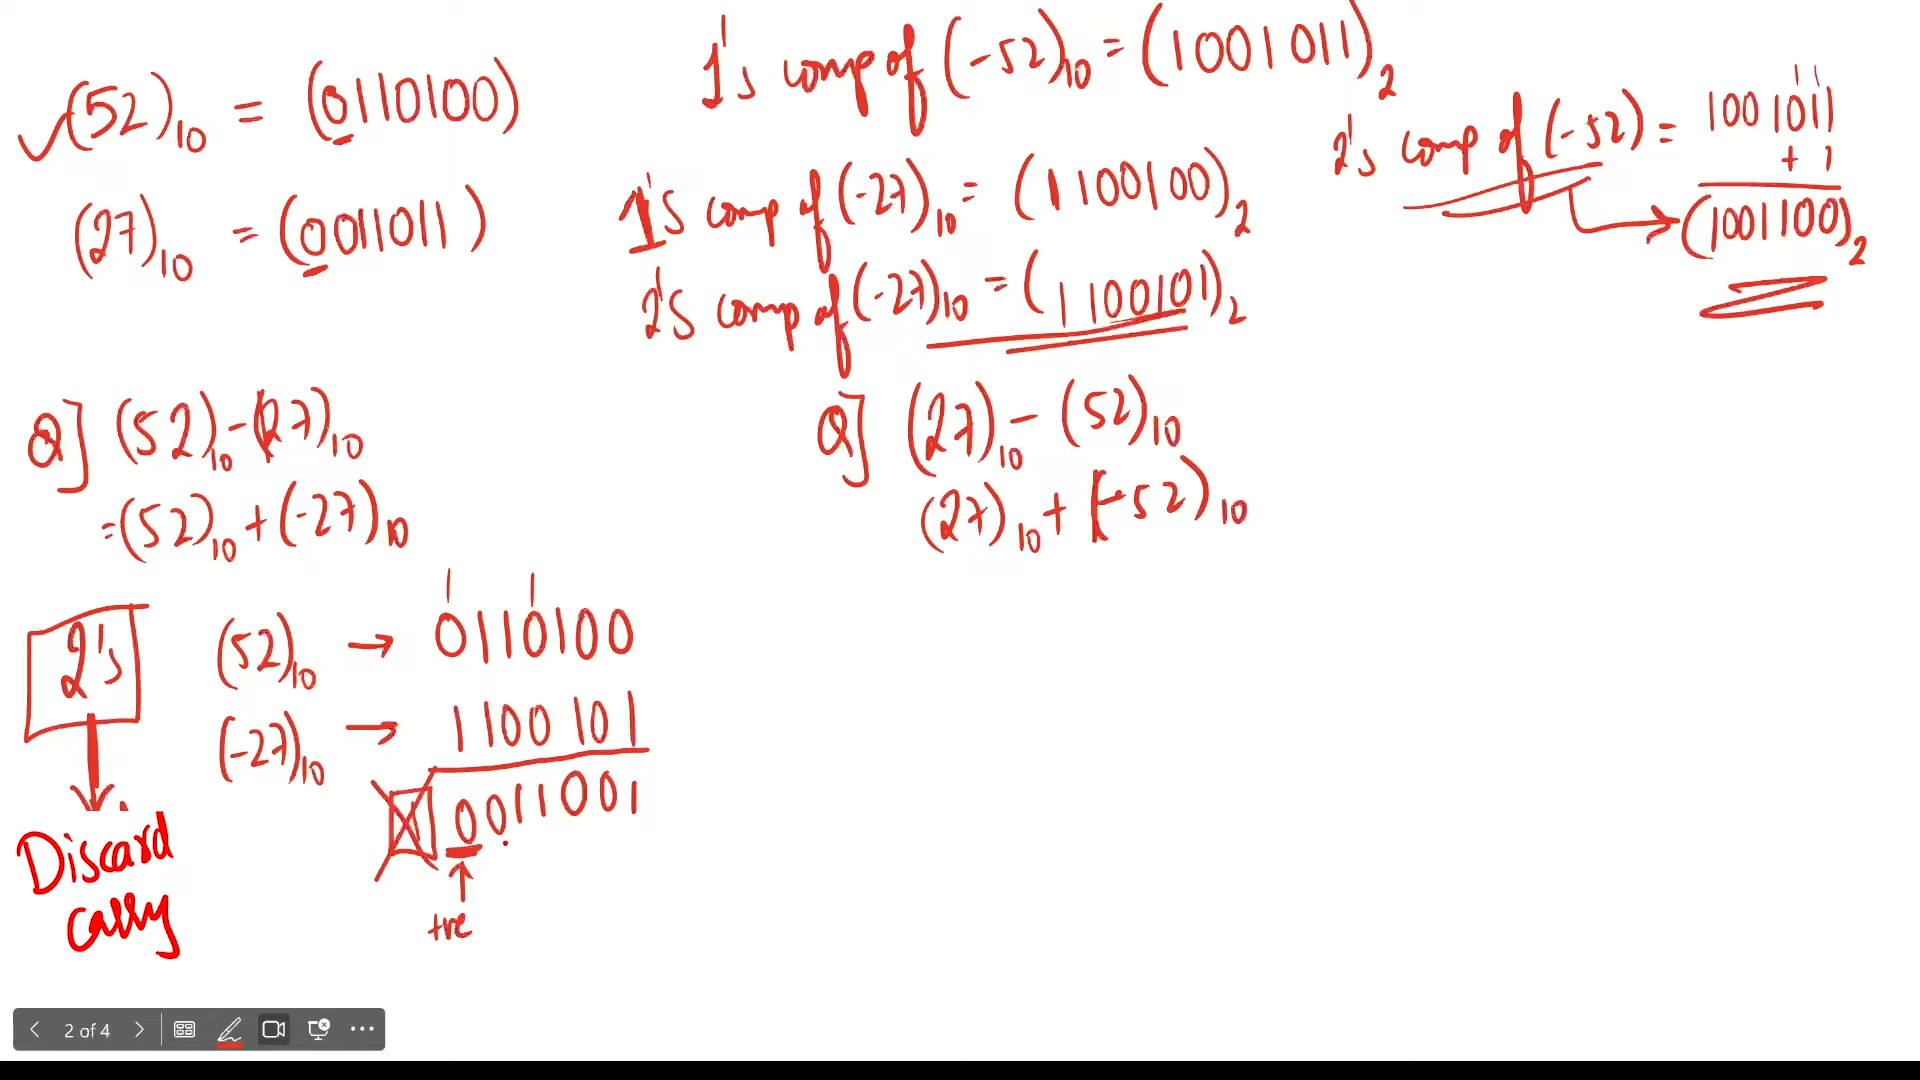 (52)10 = (0110100)
(27)10 = (0011011)
1's comp of (-52)10 = (1001011)2
1's comp of (-27)10 = (1100100)2
2's comp of (-27)10 = (1100101)2
2's comp of (-52) = 1001011
+ 1
(1001100)2
Q] (52)10 - (27)10
= (52)10 + (-27)10
Q] (27)10 - (52)10
(27)10 + (-52)10
2's
Discard
carry
1 1
(52)10 → 0110100
(-27)10 → 1100101
1 0011001
+ve
2 of 4